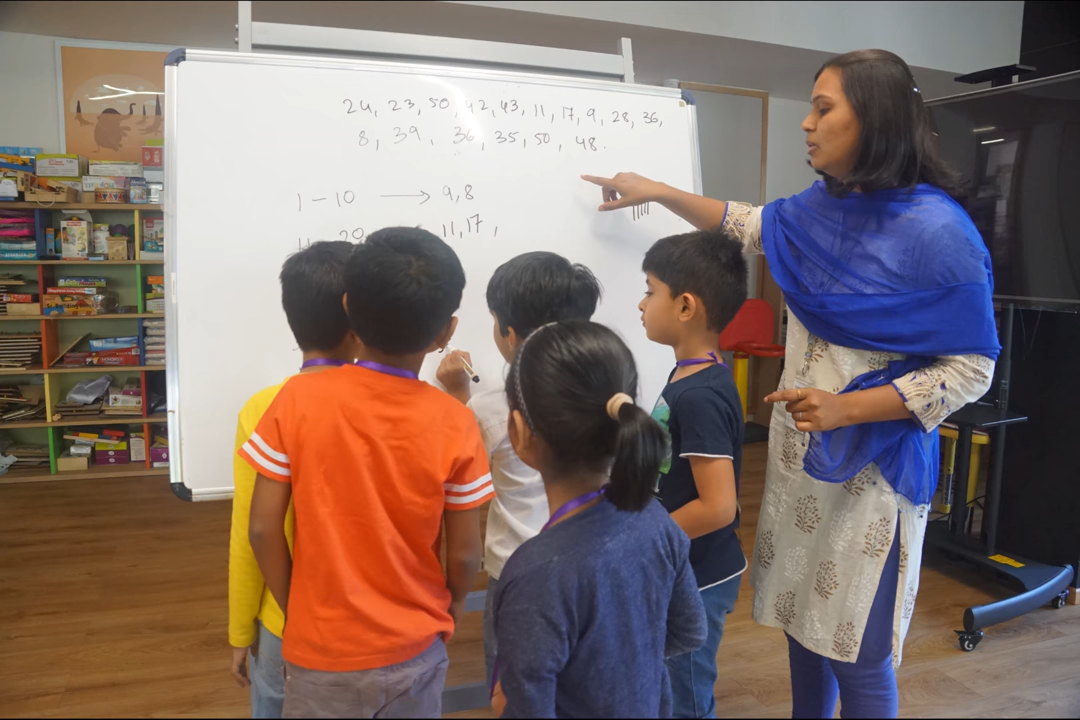 24, 23, 50, 42, 43, 11, 17, 9, 28, 36,
8, 39, 36, 35, 50, 48.
1 – 10 → 9, 8
20 11, 17,